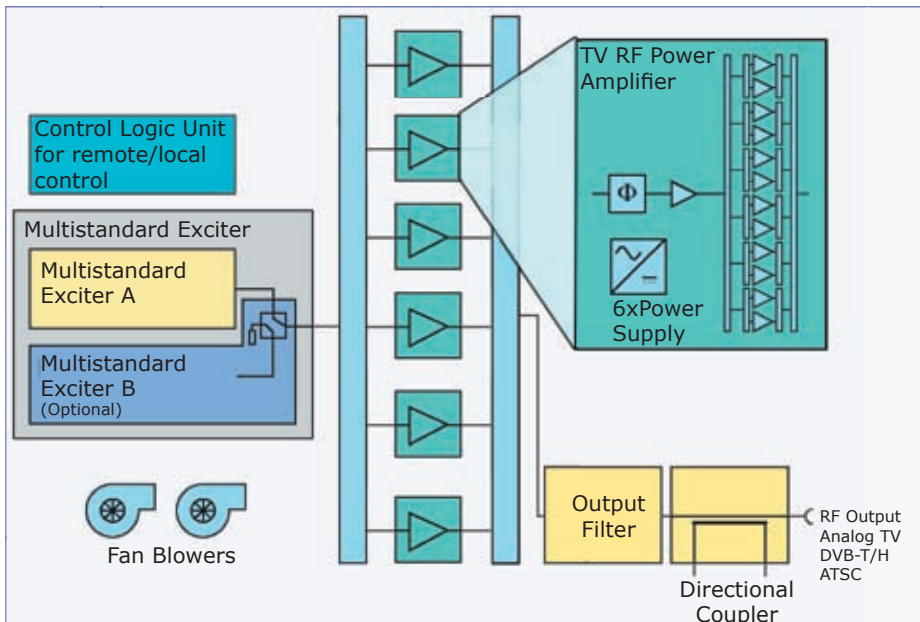 TV RF Power
Amplifier
Φ
6xPower
Supply
Control Logic Unit
for remote/local
control
Multistandard Exciter
Multistandard
Exciter A
Multistandard
Exciter B
(Optional)
Fan Blowers
Output
Filter
Directional
Coupler
RF Output
Analog TV
DVB-T/H
ATSC